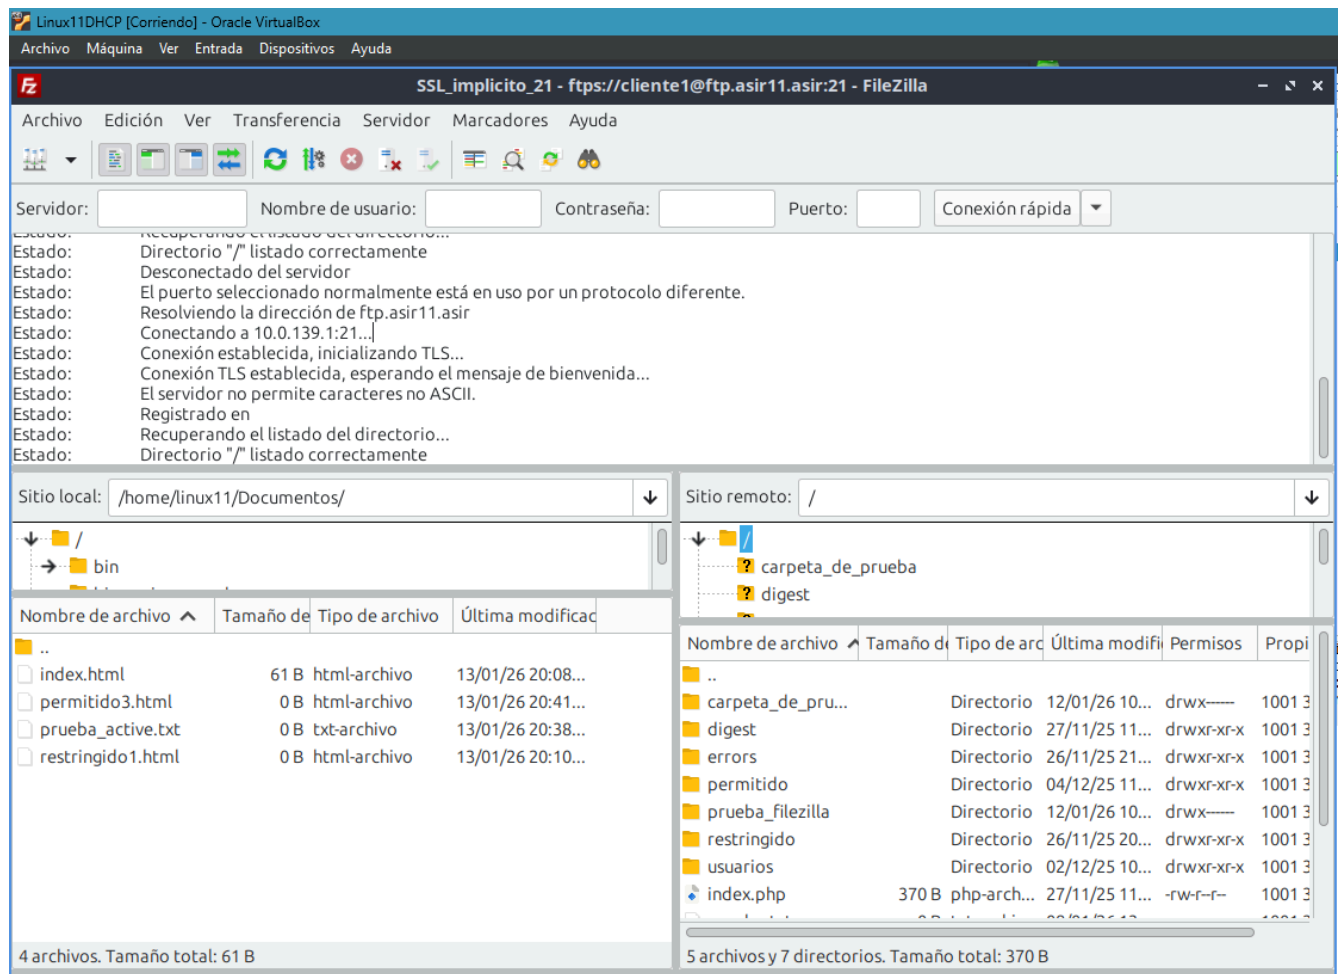 Linux11DHCP [Corriendo] - Oracle VirtualBox
Archivo Máquina Ver Entrada Dispositivos Ayuda
SSL_implicito_21 - ftps://cliente1@ftp.asir11.asir:21 - FileZilla
Archivo Edición Ver Transferencia Servidor Marcadores Ayuda
Servidor: Nombre de usuario: Contraseña: Puerto: Conexión rápida
Estado: Recuperando el listado del directorio...
Estado: Directorio "/" listado correctamente
Estado: Desconectado del servidor
Estado: El puerto seleccionado normalmente está en uso por un protocolo diferente.
Estado: Resolviendo la dirección de ftp.asir11.asir
Estado: Conectando a 10.0.139.1:21...
Estado: Conexión establecida, inicializando TLS...
Estado: Conexión TLS establecida, esperando el mensaje de bienvenida...
Estado: El servidor no permite caracteres no ASCII.
Estado: Registrado en
Estado: Recuperando el listado del directorio...
Estado: Directorio "/" listado correctamente
Sitio local: /home/linux11/Documentos/
/
bin
Nombre de archivo Tamaño de Tipo de archivo Última modificac
..
index.html 61 B html-archivo 13/01/26 20:08...
permitido3.html 0 B html-archivo 13/01/26 20:41...
prueba_active.txt 0 B txt-archivo 13/01/26 20:38...
restringido1.html 0 B html-archivo 13/01/26 20:10...
4 archivos. Tamaño total: 61 B
Sitio remoto: /
/
carpeta_de_prueba
digest
Nombre de archivo Tamaño de Tipo de arc Última modifi Permisos Propi
..
carpeta_de_pru... Directorio 12/01/26 10... drwx------ 1001 3
digest Directorio 27/11/25 11... drwxr-xr-x 1001 3
errors Directorio 26/11/25 21... drwxr-xr-x 1001 3
permitido Directorio 04/12/25 11... drwxr-xr-x 1001 3
prueba_filezilla Directorio 12/01/26 10... drwx------ 1001 3
restringido Directorio 26/11/25 20... drwxr-xr-x 1001 3
usuarios Directorio 02/12/25 10... drwxr-xr-x 1001 3
index.php 370 B php-arch... 27/11/25 11... -rw-r--r-- 1001 3
5 archivos y 7 directorios. Tamaño total: 370 B